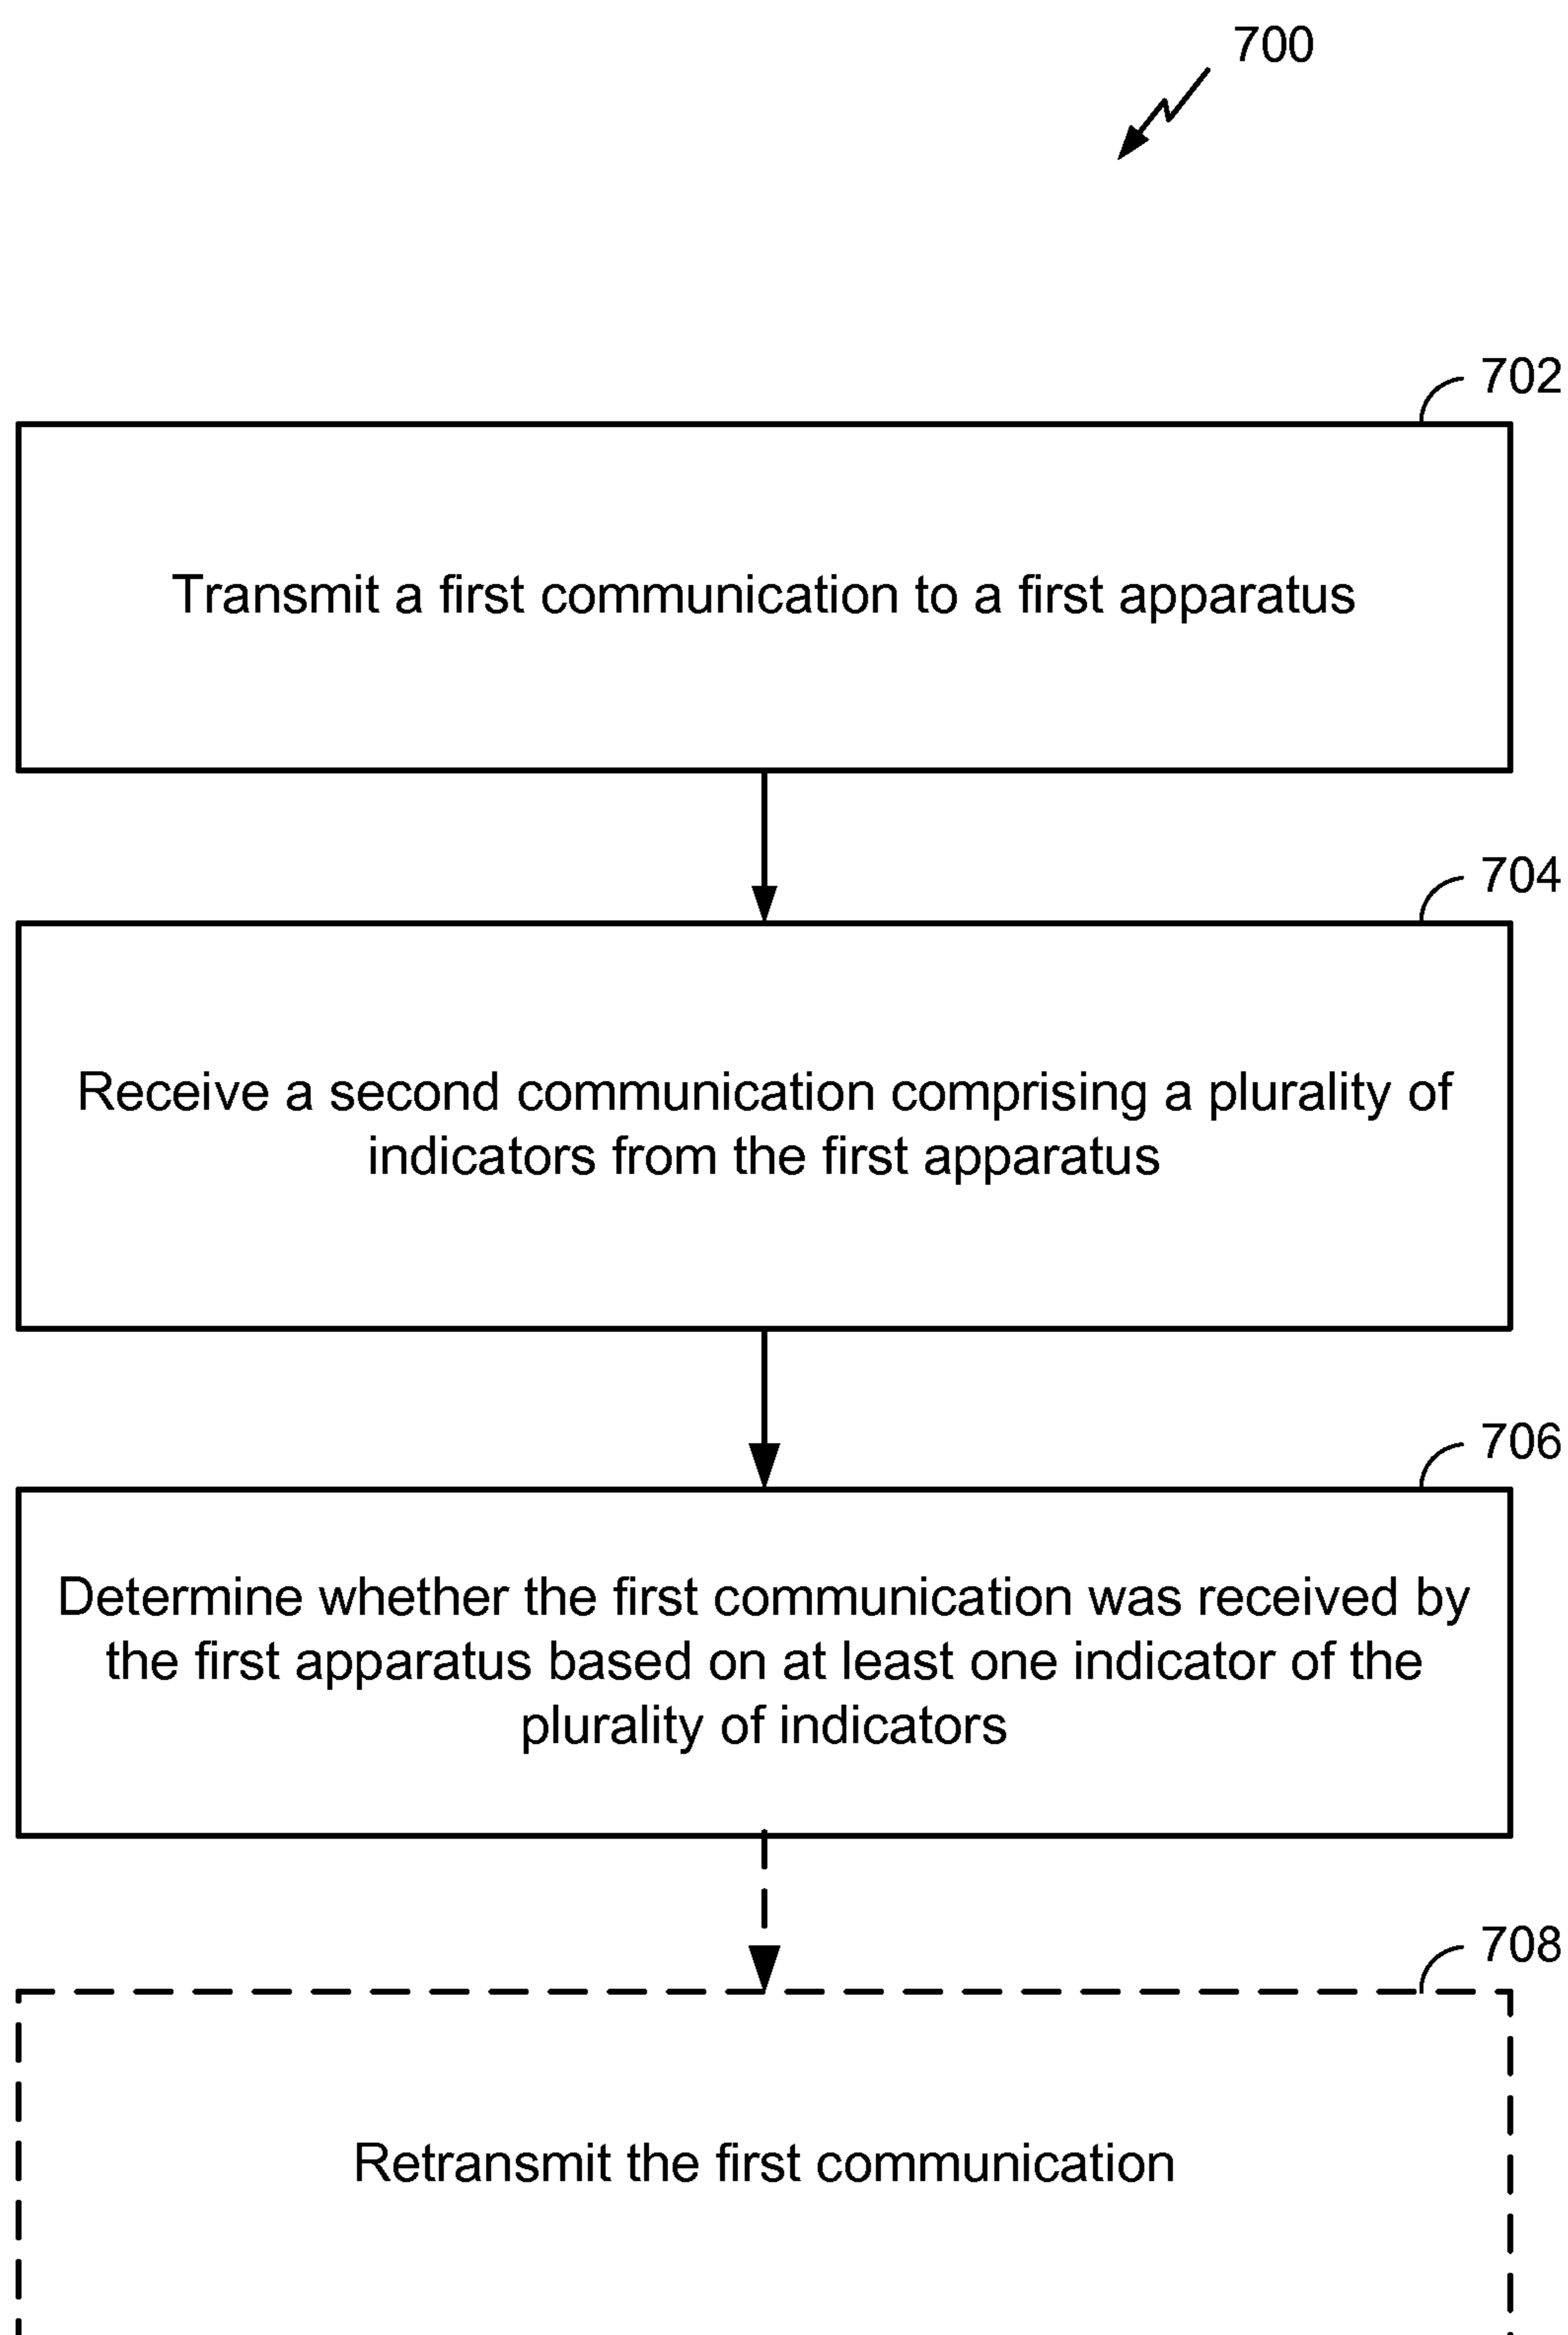 700
702
Transmit a first communication to a first apparatus
704
Receive a second communication comprising a plurality of
indicators from the first apparatus
706
Determine whether the first communication was received by
the first apparatus based on at least one indicator of the
plurality of indicators
708
Retransmit the first communication